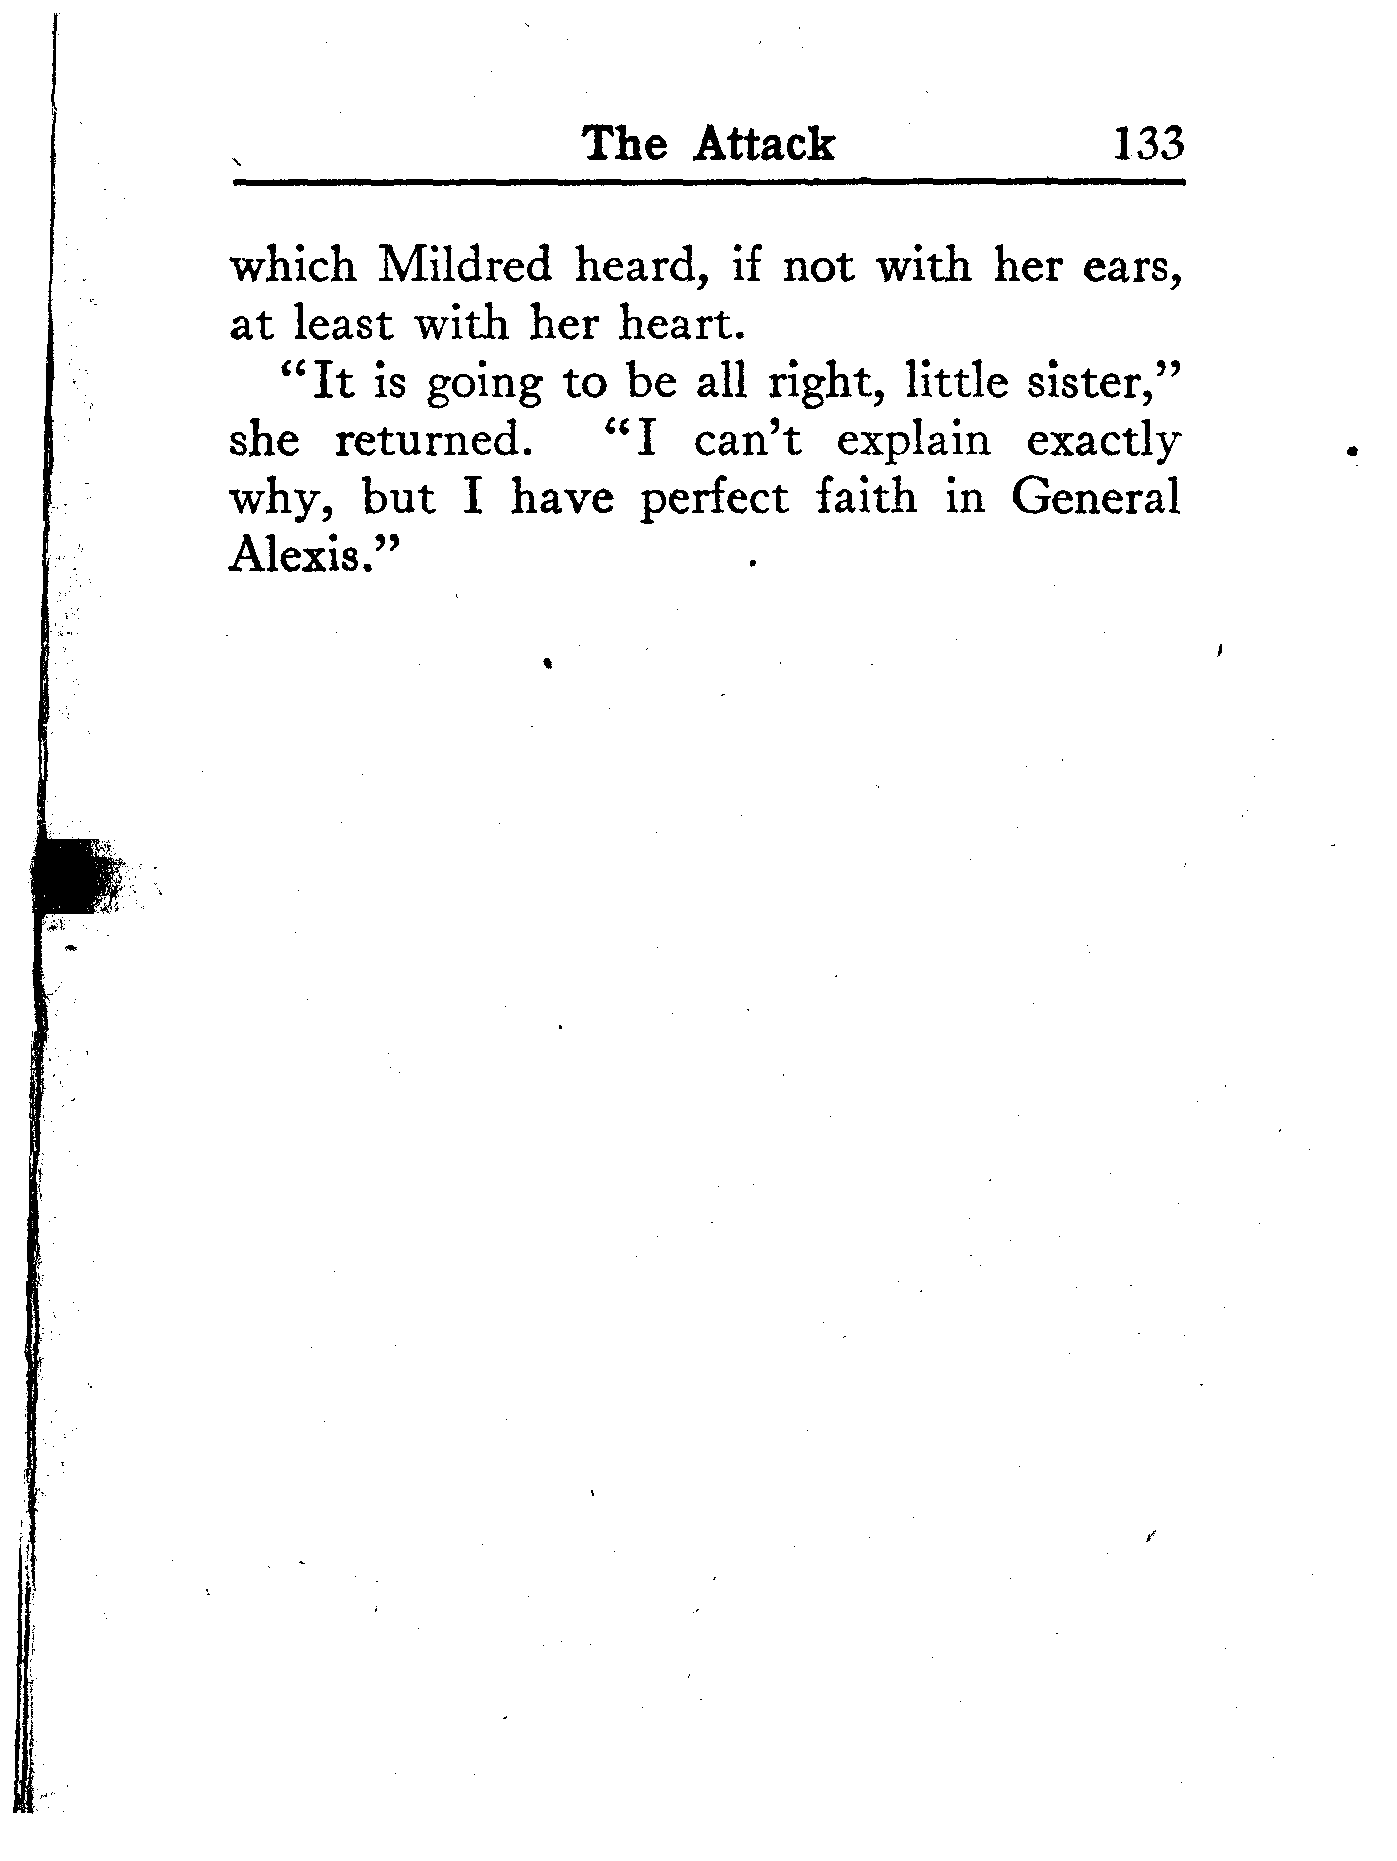 The Attack 133
which Mildred heard, if not with her ears,
at least with her heart.
“It is going to be all right, little sister,”
she returned. “I can’t explain exactly
why, but I have perfect faith in General
Alexis.”